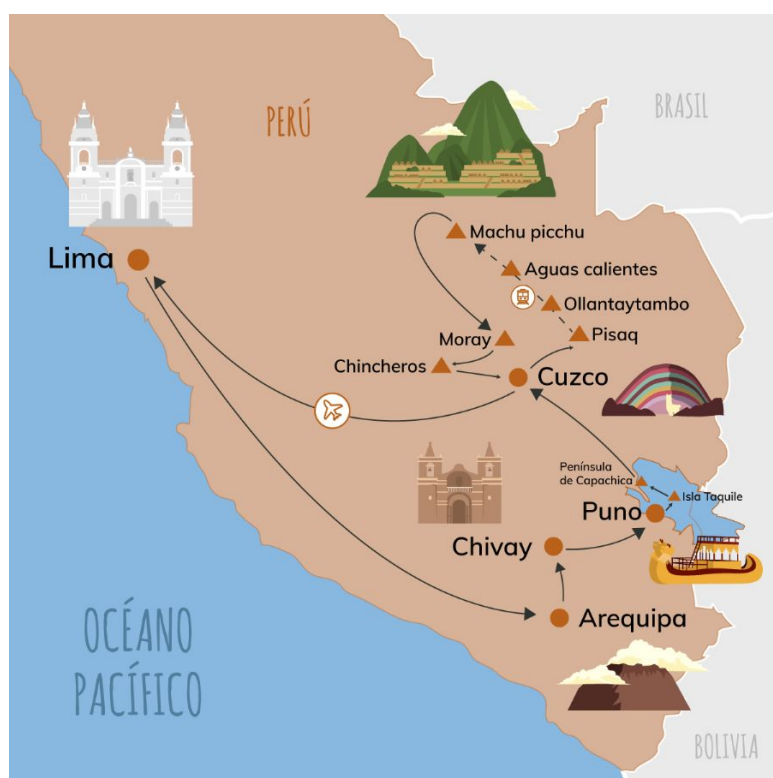 PERÚ
BRASIL
Machu picchu
Lima
Aguas calientes
Ollantaytambo
Moray
Pisaq
Chincheros
Cuzco
Península
de Capachica
Isla Taquile
Puno
Chivay
Arequipa
OCÉANO
PACÍFICO
BOLIVIA